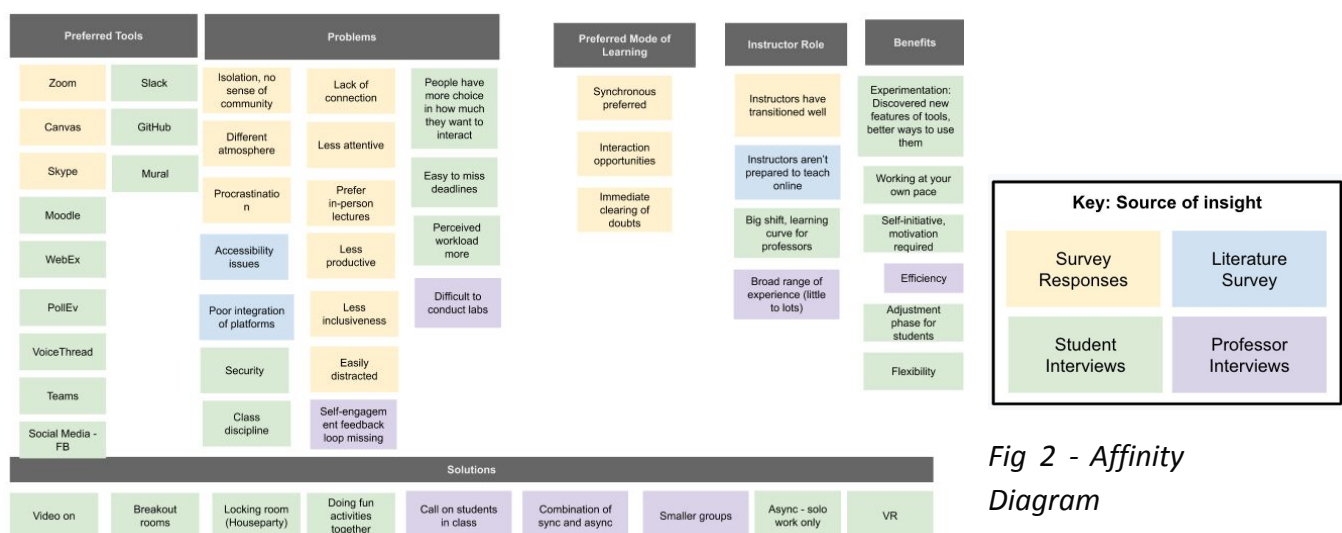 Preferred Tools
Zoom
Canvas
Skype
Moodle
WebEx
PollEv
VoiceThread
Teams
Social Media -
FB
Slack
GitHub
Mural
Problems
Isolation, no
sense of
community
Different
atmosphere
Procrastinatio
n
Accessibility
issues
Poor integration
of platforms
Security
Class
discipline
Lack of
connection
Less attentive
Prefer
in-person
lectures
Less
productive
Less
inclusiveness
Easily
distracted
Self-engagem
ent feedback
loop missing
People have
more choice
in how much
they want to
interact
Easy to miss
deadlines
Perceived
workload
more
Difficult to
conduct labs
Preferred Mode of
Learning
Synchronous
preferred
Interaction
opportunities
Immediate
clearing of
doubts
Instructor Role
Instructors have
transitioned well
Instructors aren't
prepared to teach
online
Big shift, learning
curve for
professors
Broad range of
experience (little
to lots)
Benefits
Experimentation:
Discovered new
features of tools,
better ways to use
them
Working at your
own pace
Self-initiative,
motivation
required
Efficiency
Adjustment
phase for
students
Flexibility
Solutions
Video on
Breakout
rooms
Locking room
(Houseparty)
Doing fun
activities
together
Call on students
in class
Combination of
sync and async
Smaller groups
Async - solo
work only
VR
Key: Source of insight
Survey
Responses
Literature
Survey
Student
Interviews
Professor
Interviews
Fig 2 - Affinity
Diagram